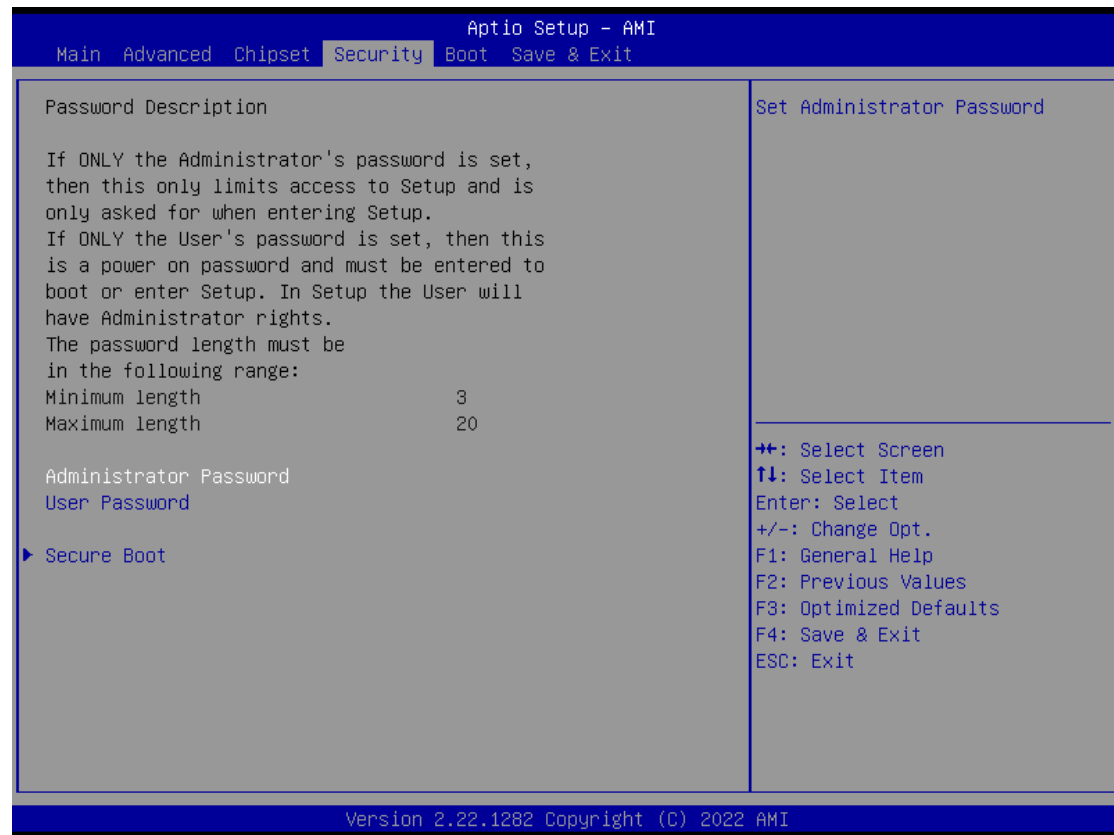 Aptio Setup – AMI
Main Advanced Chipset Security Boot Save & Exit
Password Description
If ONLY the Administrator's password is set,
then this only limits access to Setup and is
only asked for when entering Setup.
If ONLY the User's password is set, then this
is a power on password and must be entered to
boot or enter Setup. In Setup the User will
have Administrator rights.
The password length must be
in the following range:
Minimum length 3
Maximum length 20
Administrator Password
User Password
▶ Secure Boot
Set Administrator Password
→←: Select Screen
↑↓: Select Item
Enter: Select
+/-: Change Opt.
F1: General Help
F2: Previous Values
F3: Optimized Defaults
F4: Save & Exit
ESC: Exit
Version 2.22.1282 Copyright (C) 2022 AMI